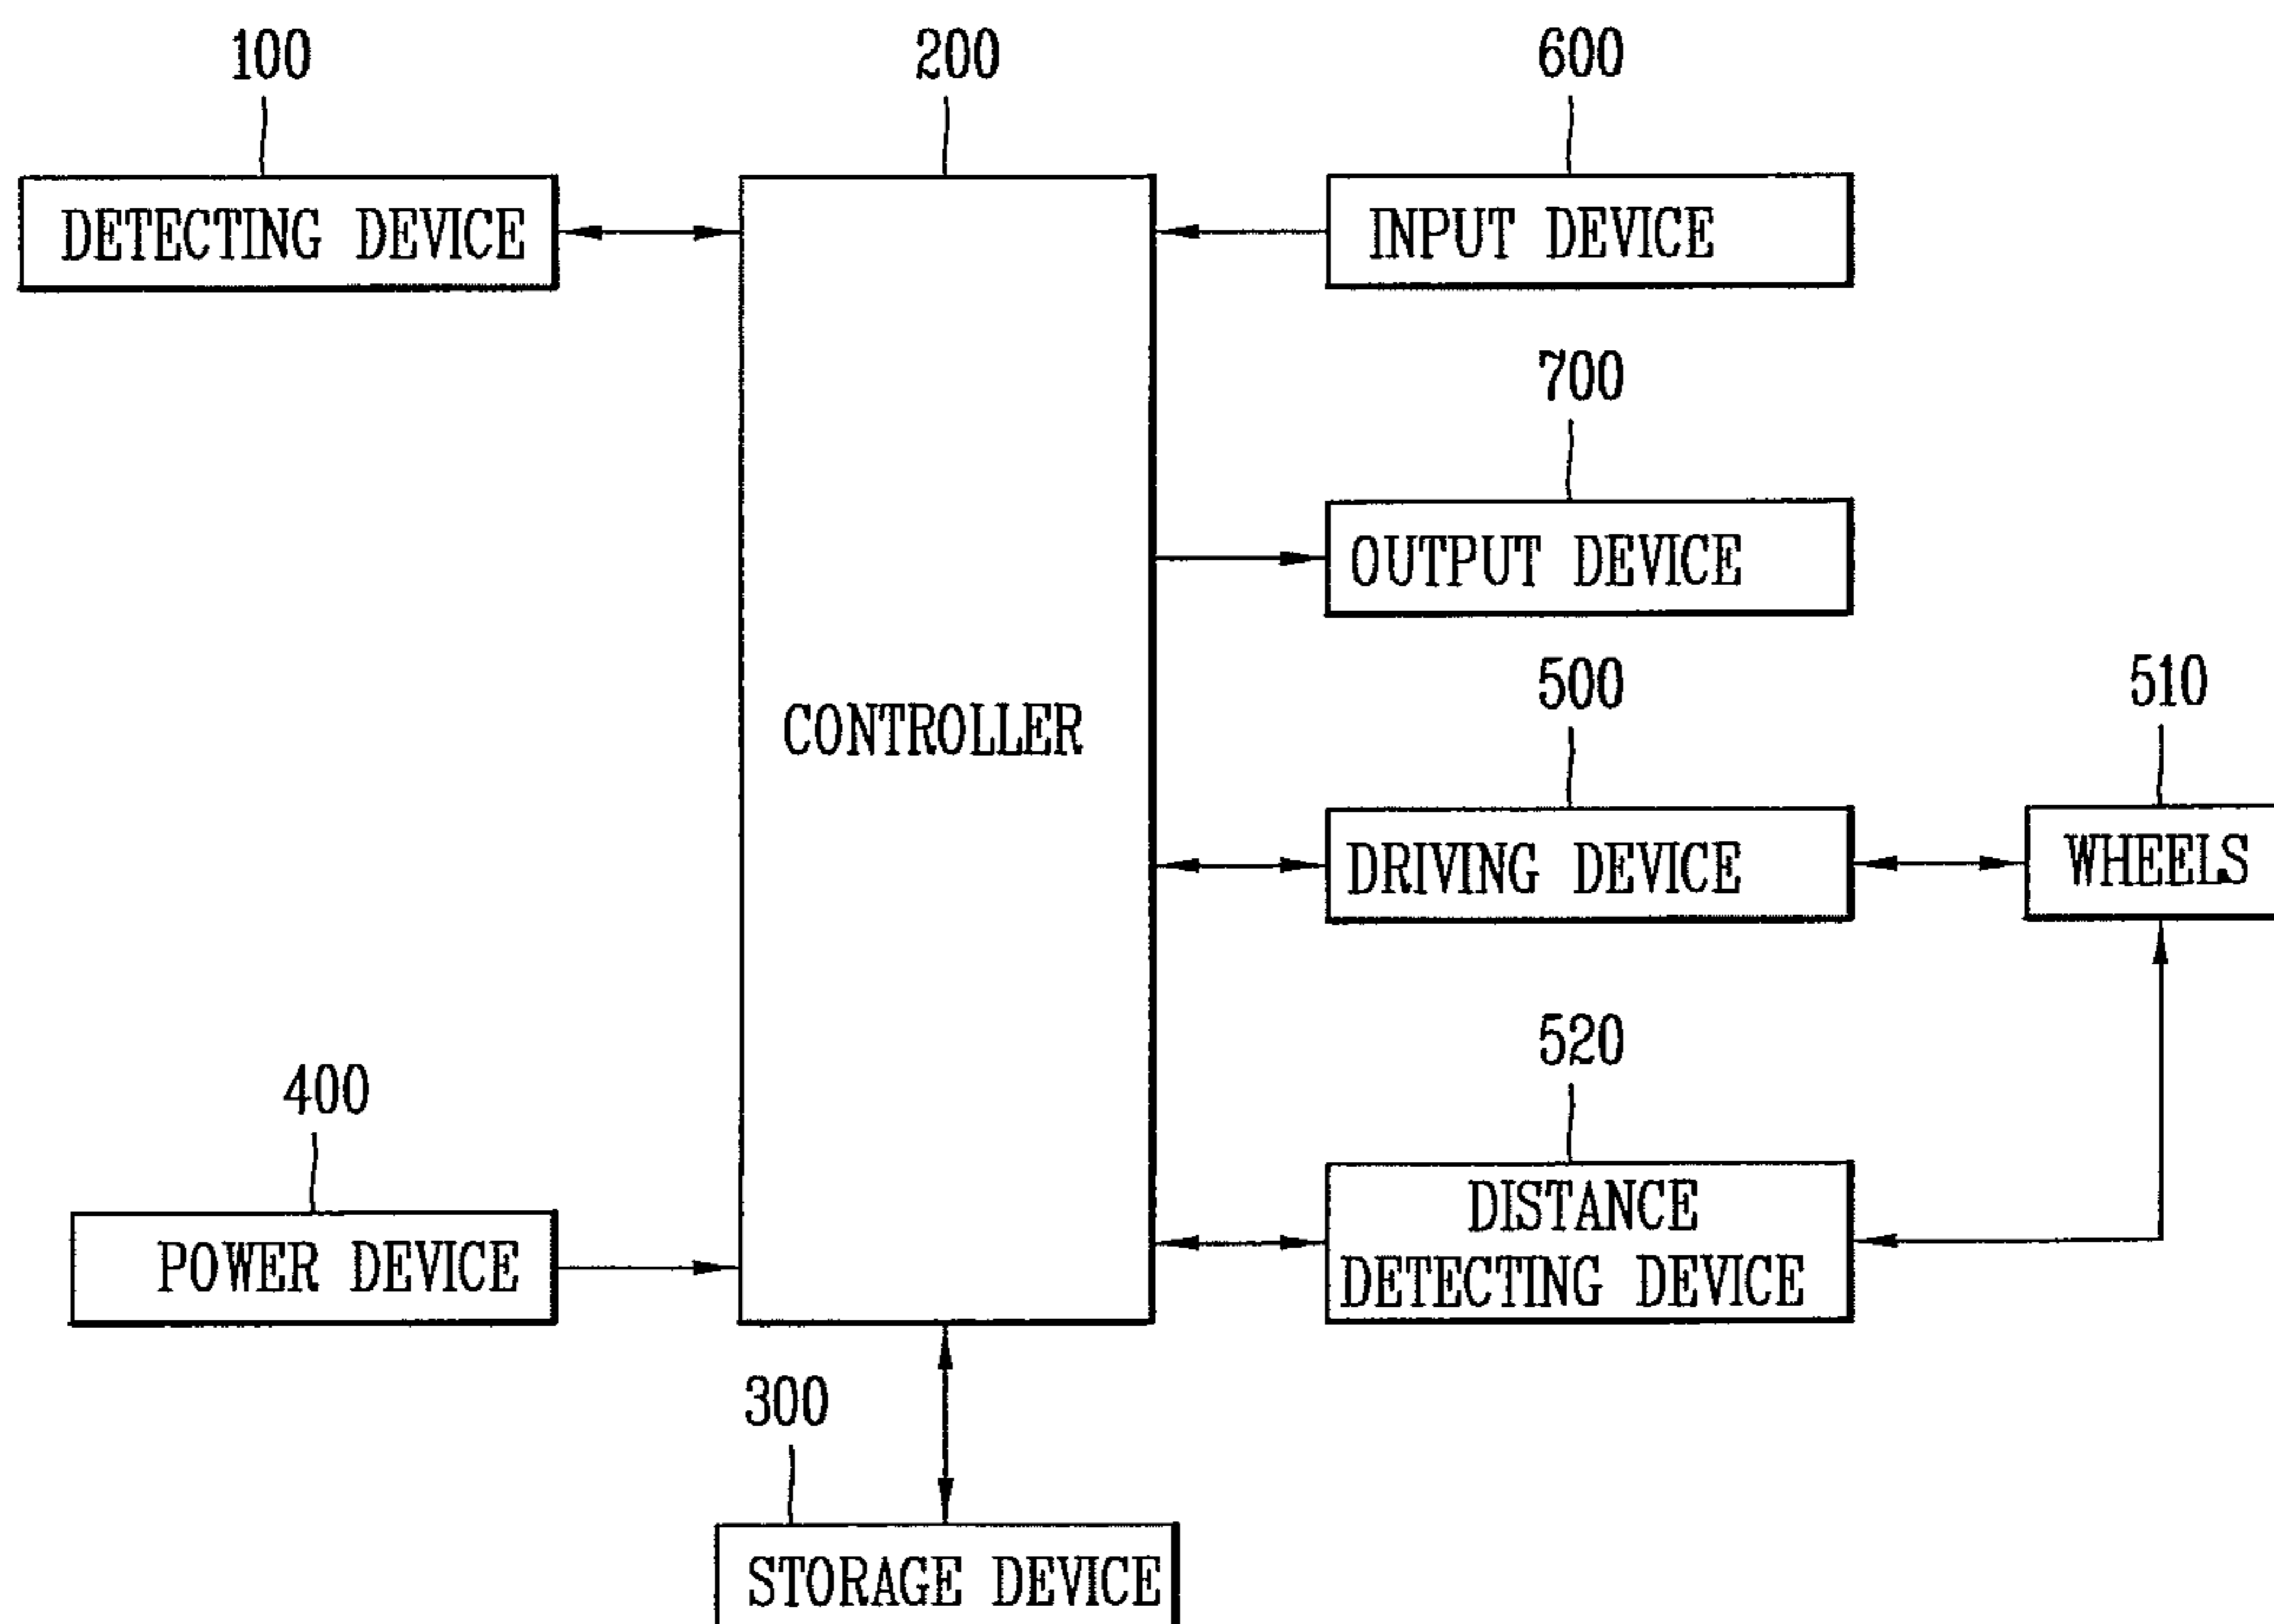 100
200
600
DETECTING DEVICE
INPUT DEVICE
700
OUTPUT DEVICE
CONTROLLER
500
510
DRIVING DEVICE
WHEELS
520
400
DISTANCE
DETECTING DEVICE
POWER DEVICE
300
STORAGE DEVICE